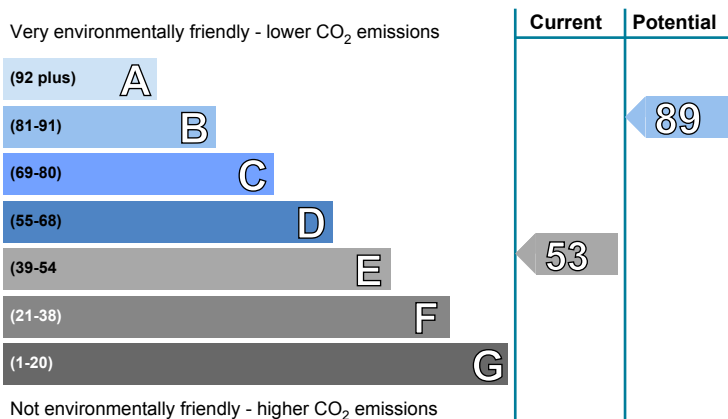 Current Potential
Very environmentally friendly - lower CO2 emissions
(92 plus) A
(81-91) B 89
(69-80) C
(55-68) D
(39-54 E 53
(21-38) F
(1-20) G
Not environmentally friendly - higher CO2 emissions